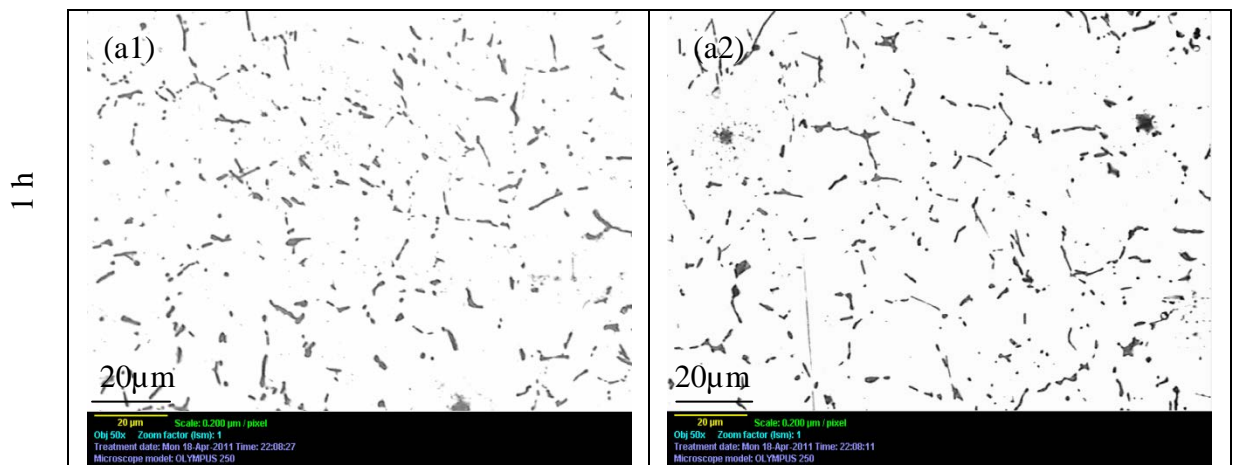 1 h
(a1)
20µm
20 µm Scale: 0.200 µm / pixel
Obj 50x Zoom factor (lsm): 1
Treatment date: Mon 18-Apr-2011 Time: 22:08:27
Microscope model: OLYMPUS 250
(a2)
20µm
20 µm Scale: 0.200 µm / pixel
Obj 50x Zoom factor (lsm): 1
Treatment date: Mon 18-Apr-2011 Time: 22:08:11
Microscope model: OLYMPUS 250